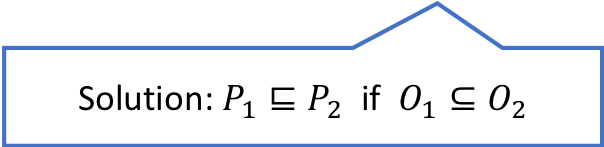 Solution: P₁ ⊑ P₂ if O₁ ⊆ O₂